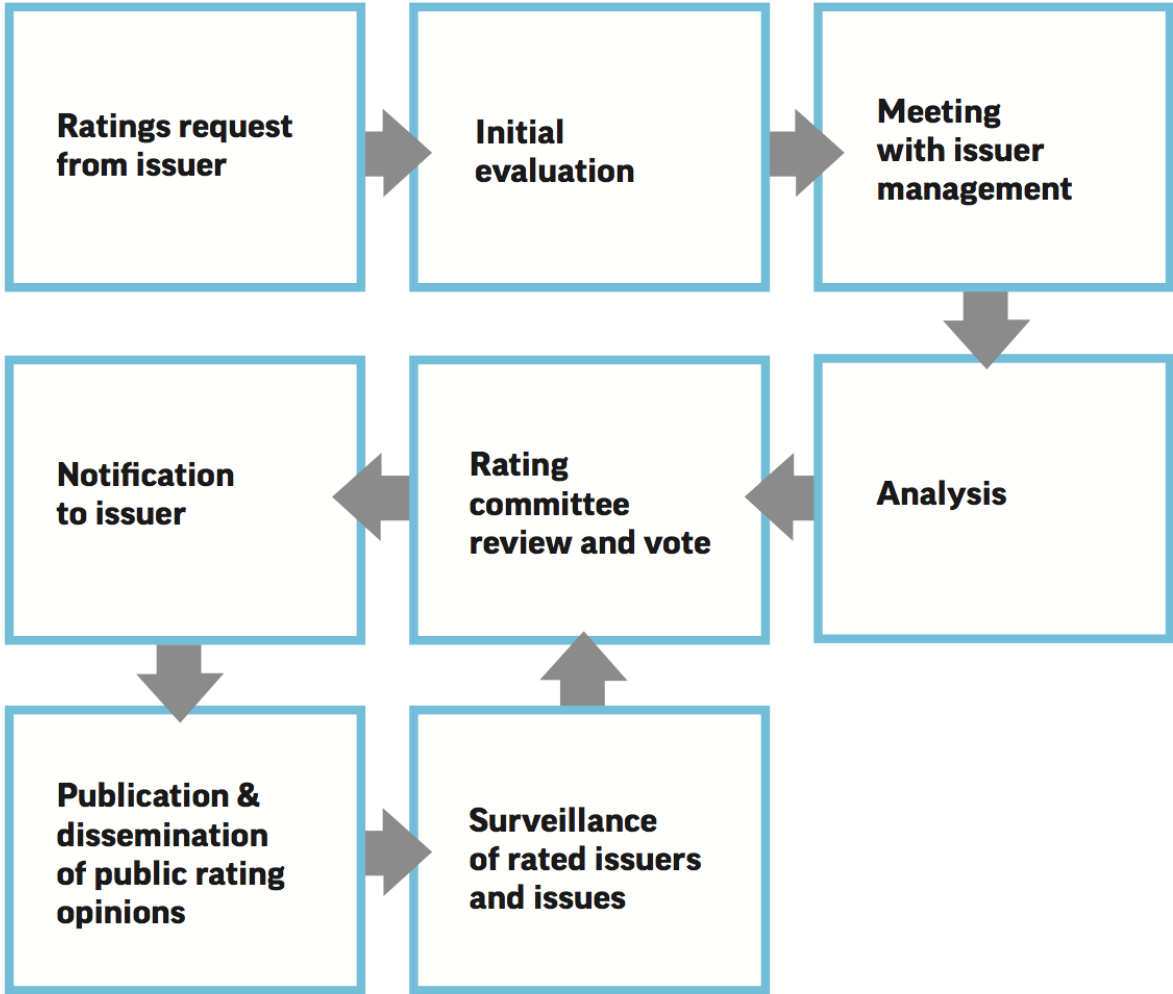 Ratings request
from issuer
Initial
evaluation
Meeting
with issuer
management
Analysis
Rating
committee
review and vote
Notification
to issuer
Publication &
dissemination
of public rating
opinions
Surveillance
of rated issuers
and issues